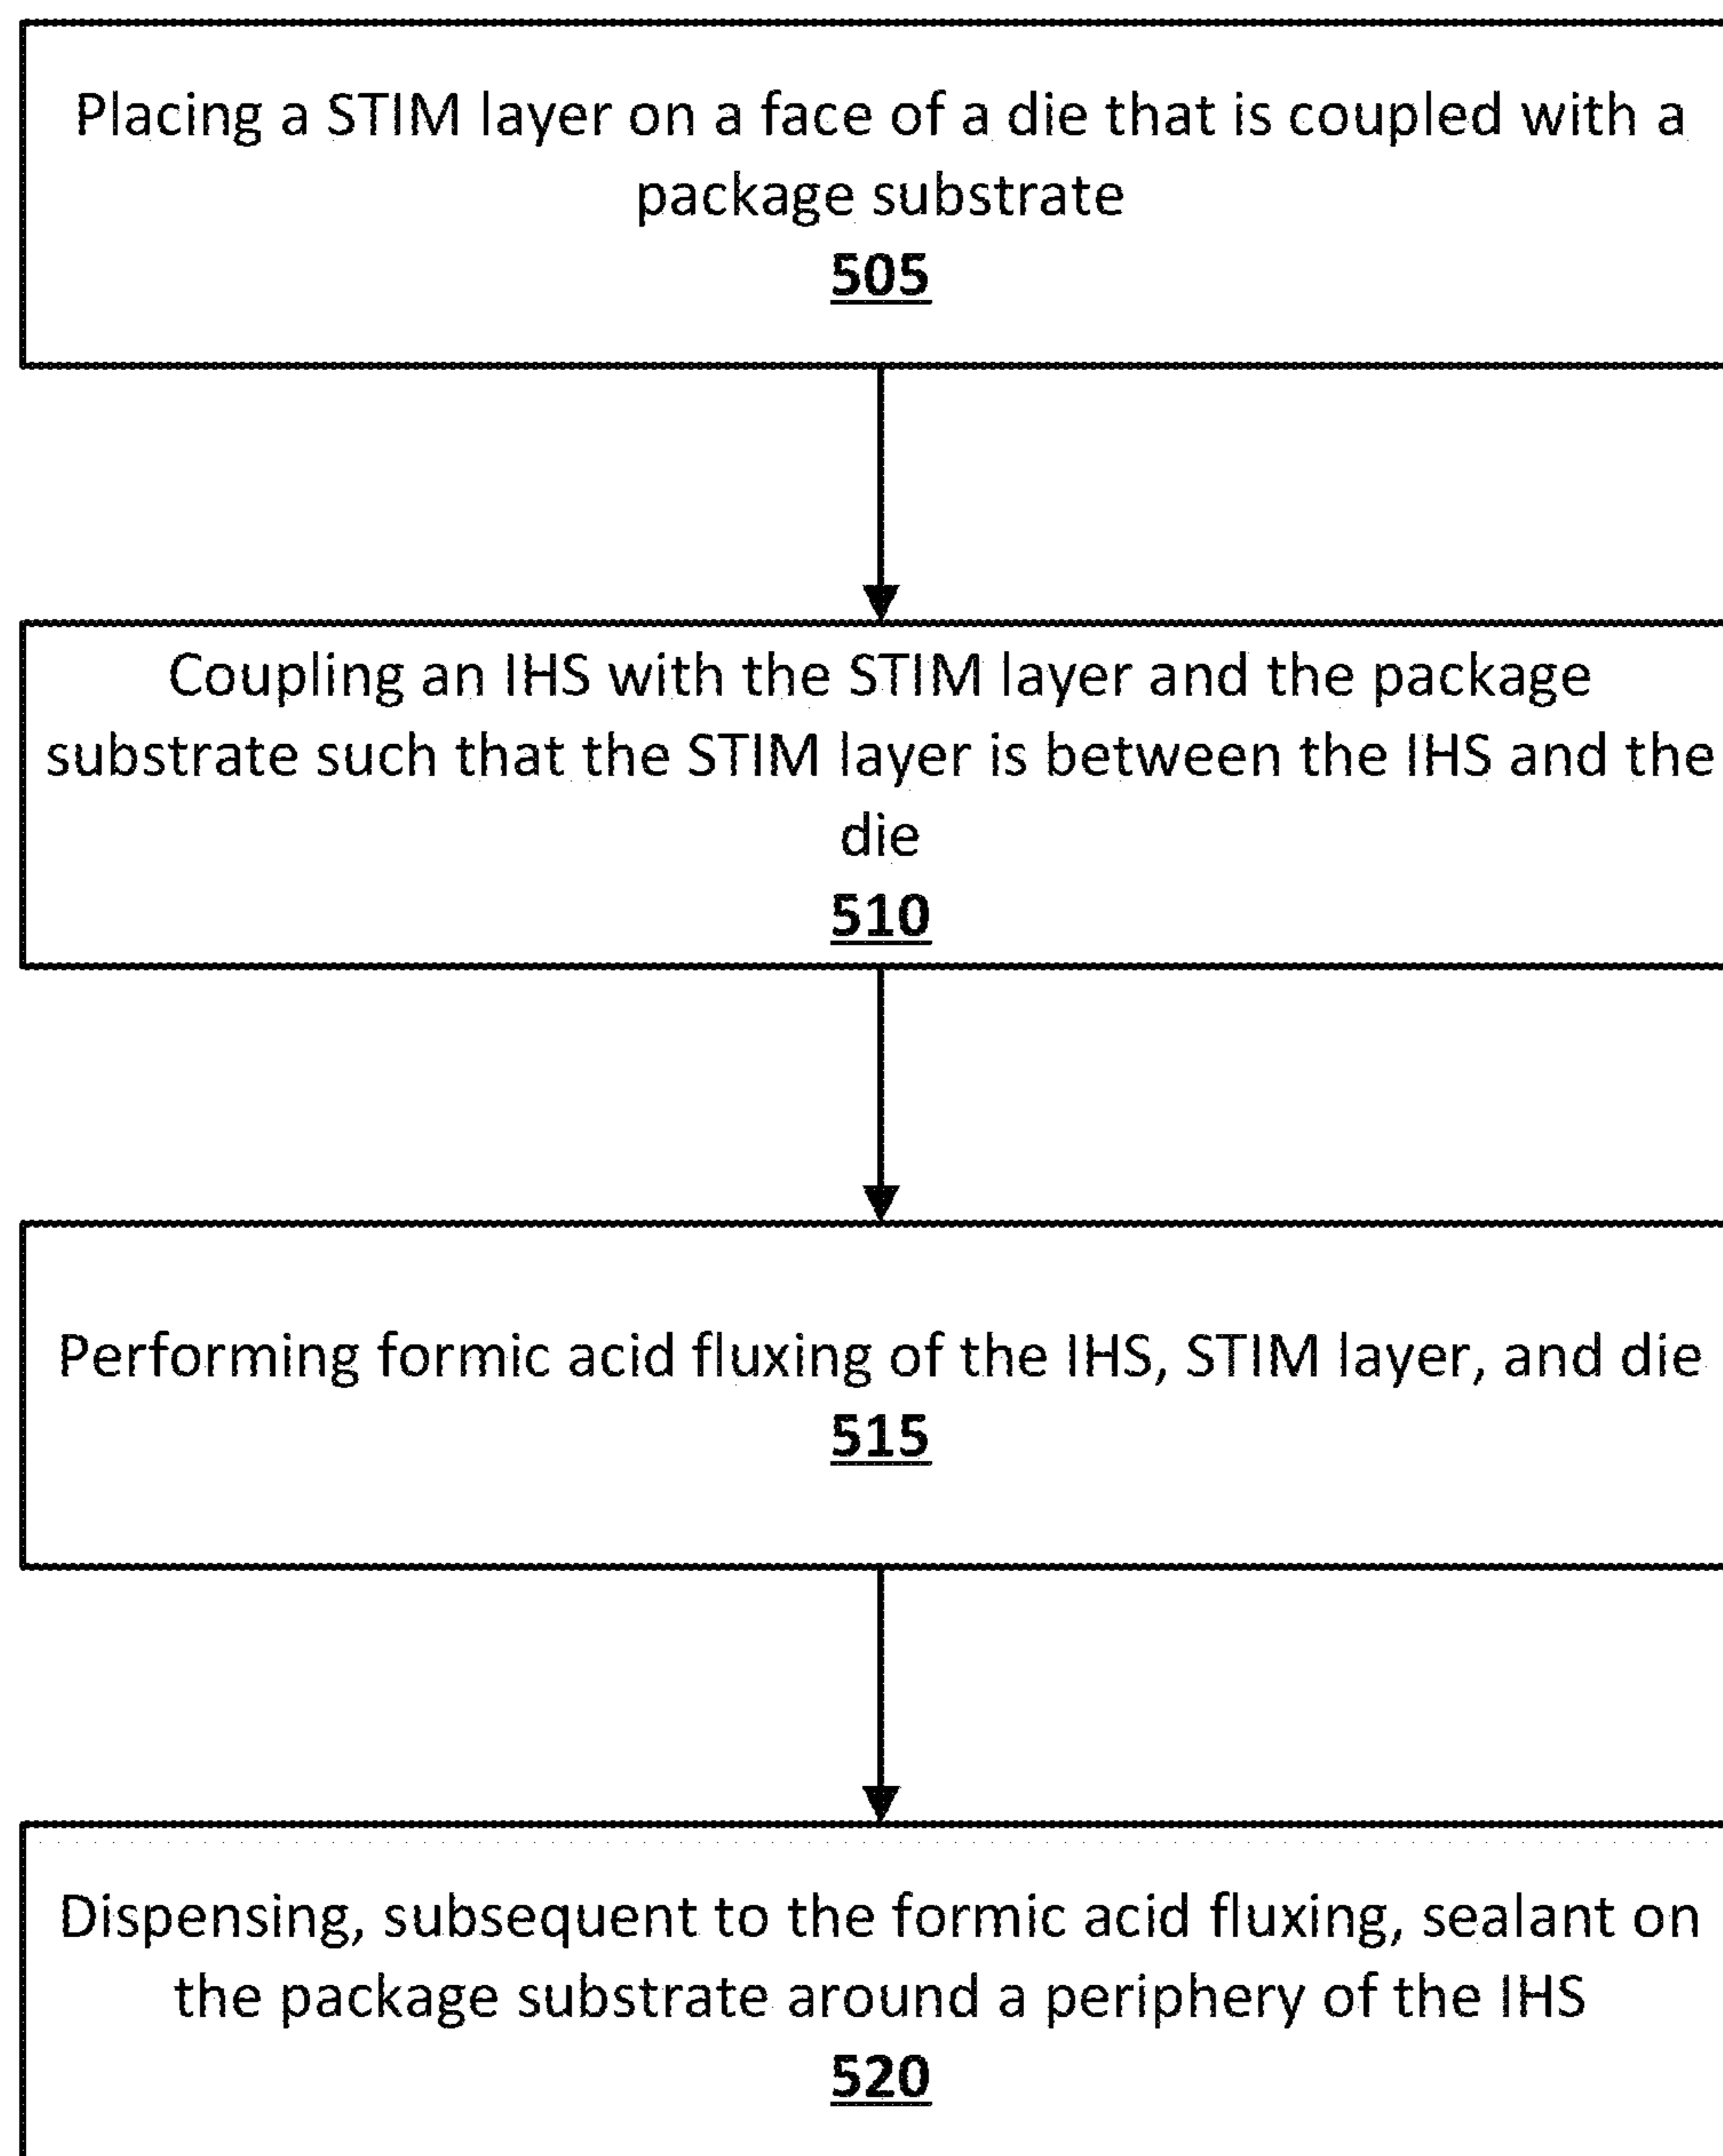 Placing a STIM layer on a face of a die that is coupled with a
package substrate
505
Coupling an IHS with the STIM layer and the package
substrate such that the STIM layer is between the IHS and the
die
510
Performing formic acid fluxing of the IHS, STIM layer, and die
515
Dispensing, subsequent to the formic acid fluxing, sealant on
the package substrate around a periphery of the IHS
520